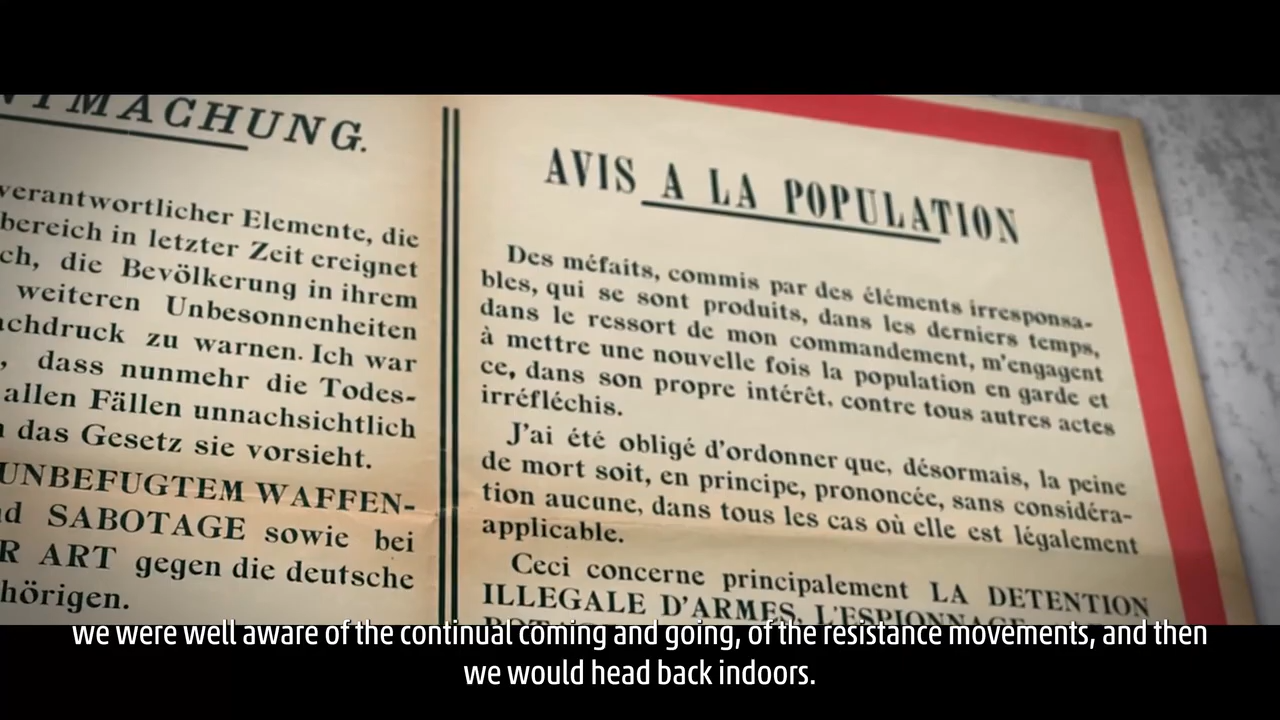 NTMACHUNG.
verantwortlicher Elemente, die
bereich in letzter Zeit ereignet
ch, die Bevölkerung in ihrem
weiteren Unbesonnenheiten
achdruck zu warnen. Ich war
, dass nunmehr die Todes-
allen Fällen unnachsichtlich
das Gesetz sie vorsieht.
UNBEFUGTEM WAFFEN-
nd SABOTAGE sowie bei
R ART gegen die deutsche
hörigen.
AVIS A LA POPULATION
Des méfaits, commis par des éléments irresponsa-
bles, qui se sont produits, dans les derniers temps,
dans le ressort de mon commandement, m'engagent
à mettre une nouvelle fois la population en garde et
ce, dans son propre intérêt, contre tous autres actes
irréfléchis.
J'ai été obligé d'ordonner que, désormais, la peine
de mort soit, en principe, prononcée, sans considéra-
tion aucune, dans tous les cas où elle est légalement
applicable.
Ceci concerne principalement LA DETENTION
ILLEGALE D'ARMES, L'ESPIONNAGE
we were well aware of the continual coming and going, of the resistance movements, and then
we would head back indoors.